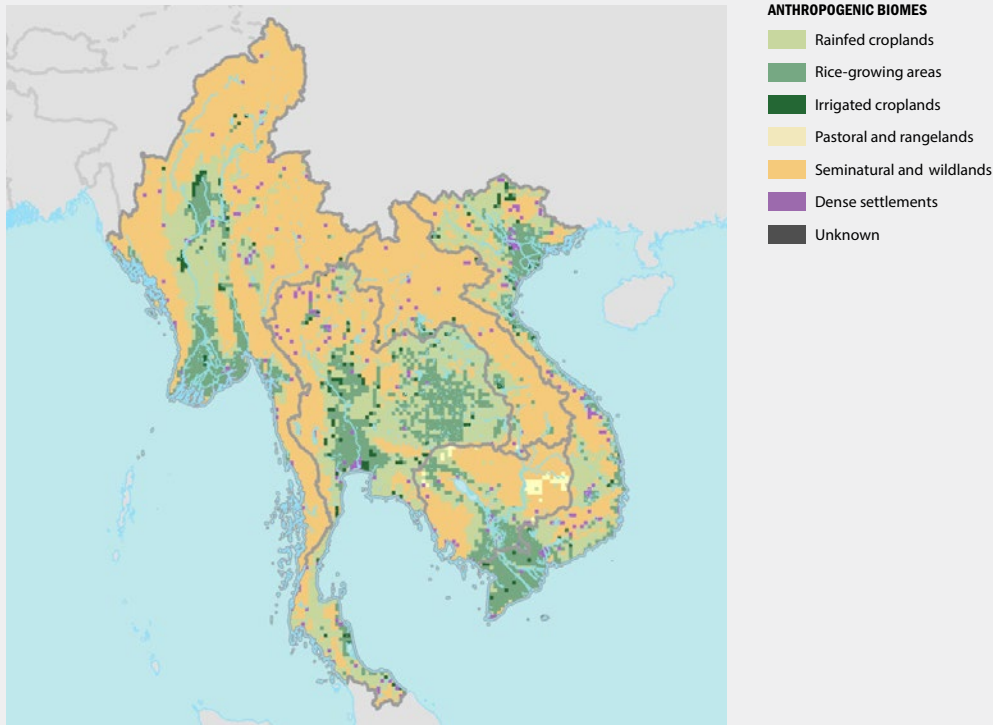 ANTHROPOGENIC BIOMES
Rainfed croplands
Rice-growing areas
Irrigated croplands
Pastoral and rangelands
Seminatural and wildlands
Dense settlements
Unknown